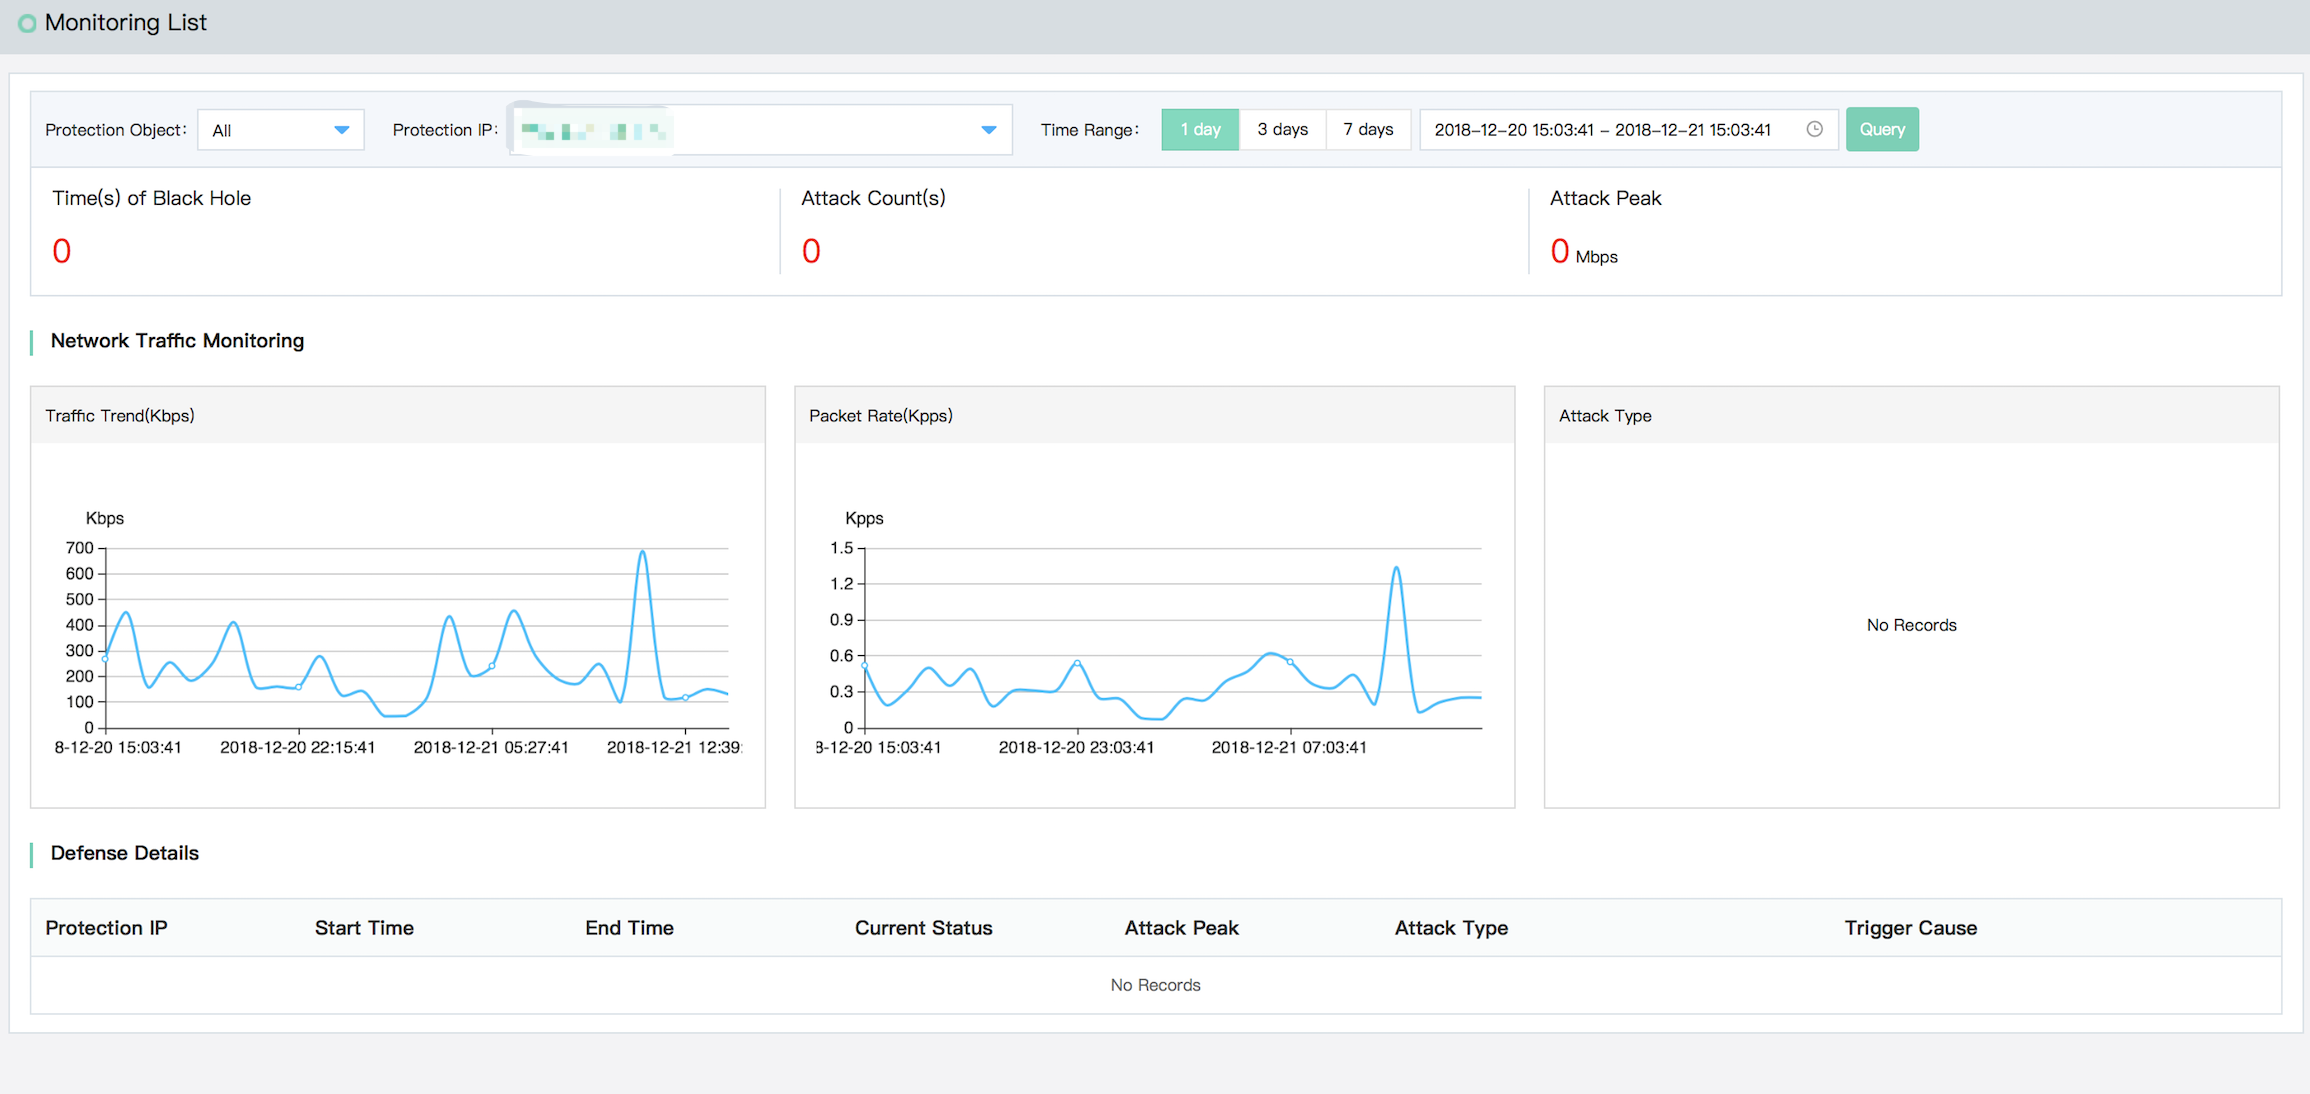 Monitoring List
Protection Object: All Protection IP: Time Range: 1 day 3 days 7 days 2018-12-20 15:03:41 - 2018-12-21 15:03:41 Query
Time(s) of Black Hole Attack Count(s) Attack Peak
0 0 0 Mbps
Network Traffic Monitoring
Traffic Trend(Kbps) Packet Rate(Kpps) Attack Type
Kbps
700
600
500
400
300
200
100
0
8-12-20 15:03:41 2018-12-20 22:15:41 2018-12-21 05:27:41 2018-12-21 12:39:
Kpps
1.5
1.2
0.9
0.6
0.3
0
8-12-20 15:03:41 2018-12-20 23:03:41 2018-12-21 07:03:41
No Records
Defense Details
Protection IP Start Time End Time Current Status Attack Peak Attack Type Trigger Cause
No Records